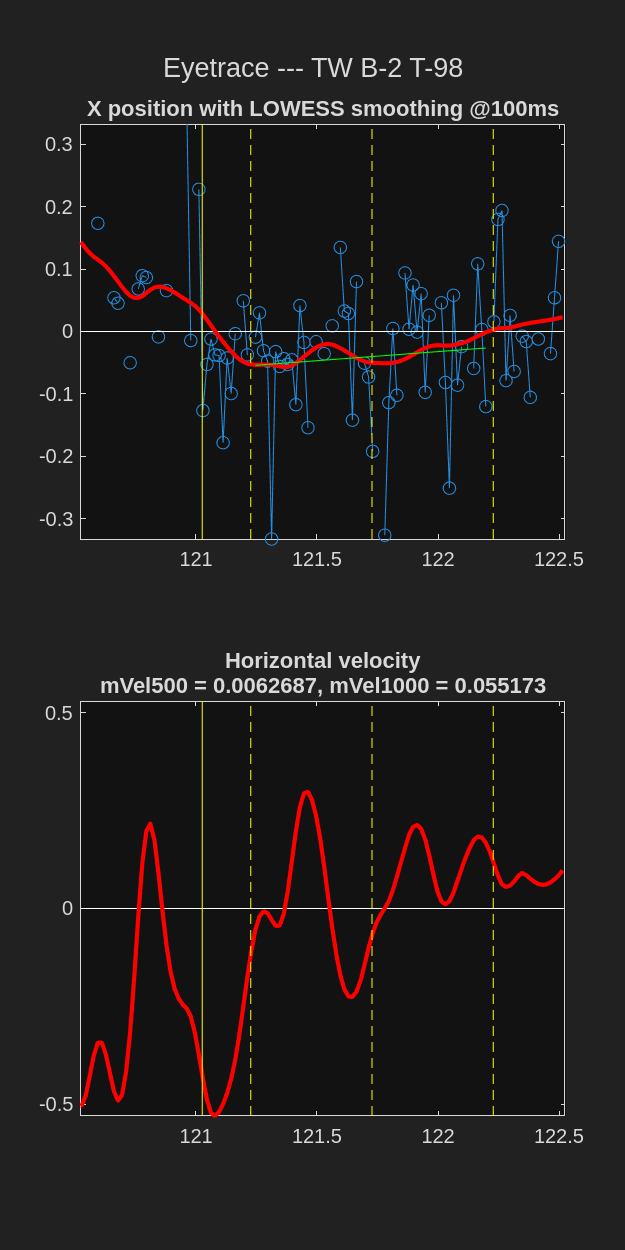 Eyetrace --- TW B-2 T-98
X position with LOWESS smoothing @100ms
0.3
0.2
0.1
0
-0.1
-0.2
-0.3
121 121.5 122 122.5
Horizontal velocity
mVel500 = 0.0062687, mVel1000 = 0.055173
0.5
0
-0.5
121 121.5 122 122.5